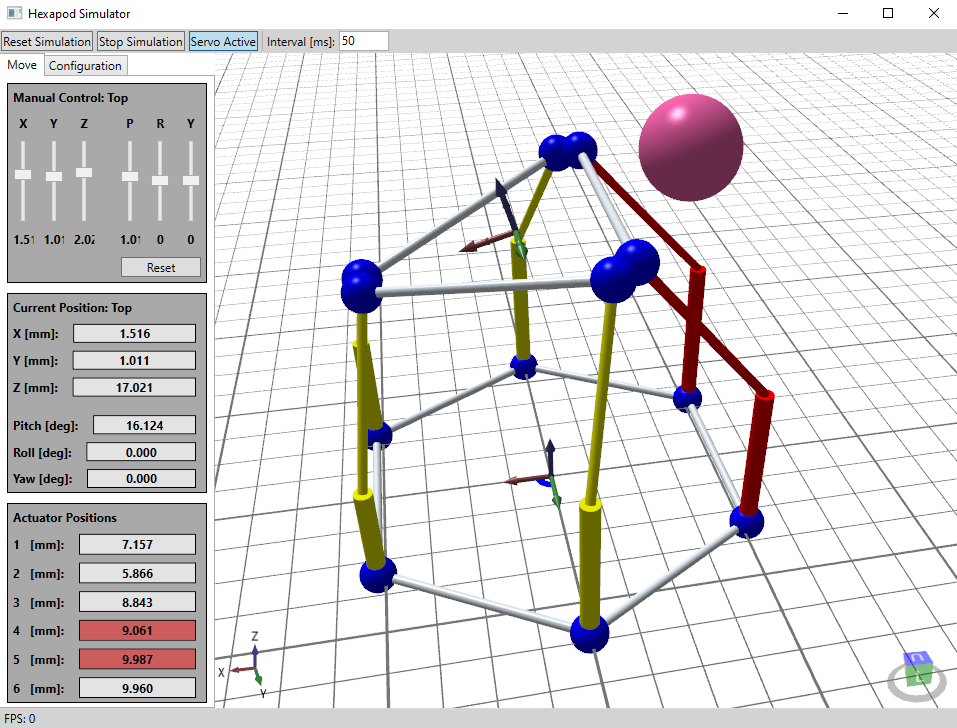 Hexapod Simulator
Reset Simulation Stop Simulation Servo Active Interval [ms]: 50
Move Configuration
Manual Control: Top
X Y Z P R Y
1.51 1.01 2.02 1.01 0 0
Reset
Current Position: Top
X [mm]: 1.516
Y [mm]: 1.011
Z [mm]: 17.021
Pitch [deg]: 16.124
Roll [deg]: 0.000
Yaw [deg]: 0.000
Actuator Positions
1 [mm]: 7.157
2 [mm]: 5.866
3 [mm]: 8.843
4 [mm]: 9.061
5 [mm]: 9.987
6 [mm]: 9.960
Z
X
Y
FPS: 0